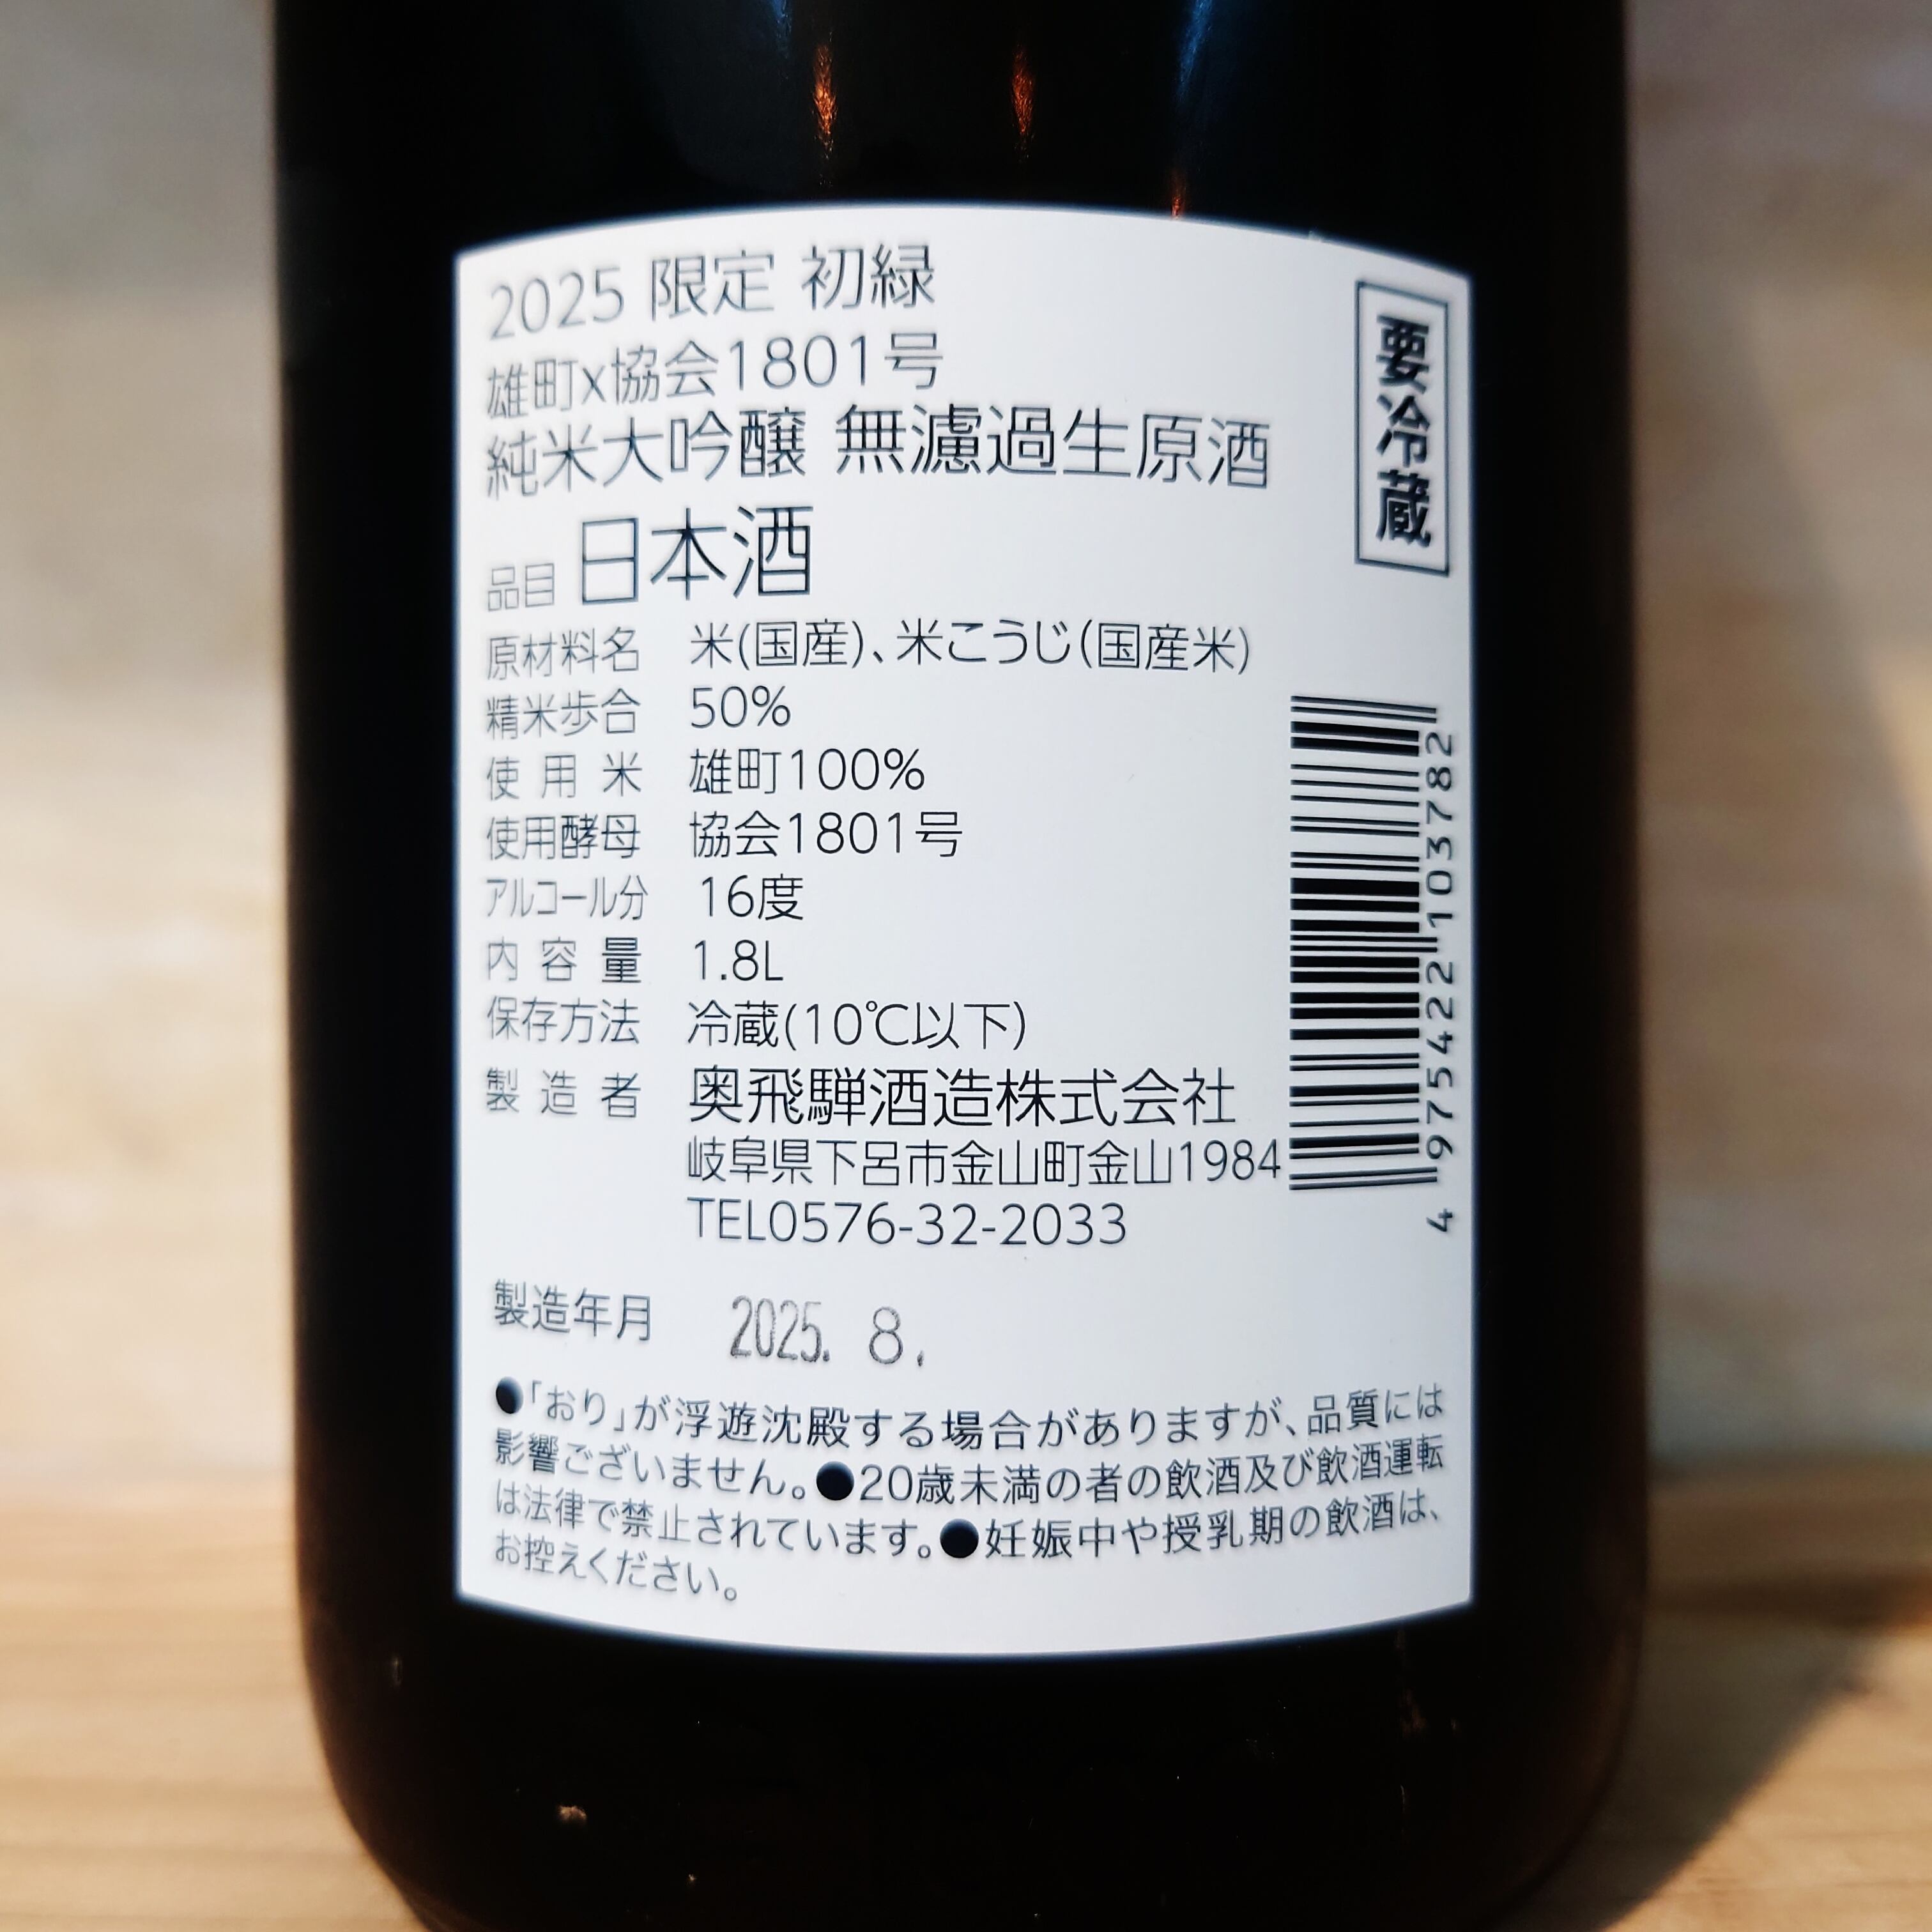 2025 限定 初緑
雄町x協会1801号
純米大吟醸 無濾過生原酒
要冷蔵
品目 日本酒
原材料名 米(国産)、米こうじ(国産米)
精米歩合 50%
使用米 雄町100%
使用酵母 協会1801号
アルコール分 16度
内容量 1.8L
保存方法 冷蔵(10℃以下)
製造者 奥飛騨酒造株式会社
岐阜県下呂市金山町金山1984
TEL0576-32-2033
4 975422 103782
製造年月 2025. 8.
●「おり」が浮遊沈殿する場合がありますが、品質には
影響ございません。●20歳未満の者の飲酒及び飲酒運転
は法律で禁止されています。●妊娠中や授乳期の飲酒は、
お控えください。